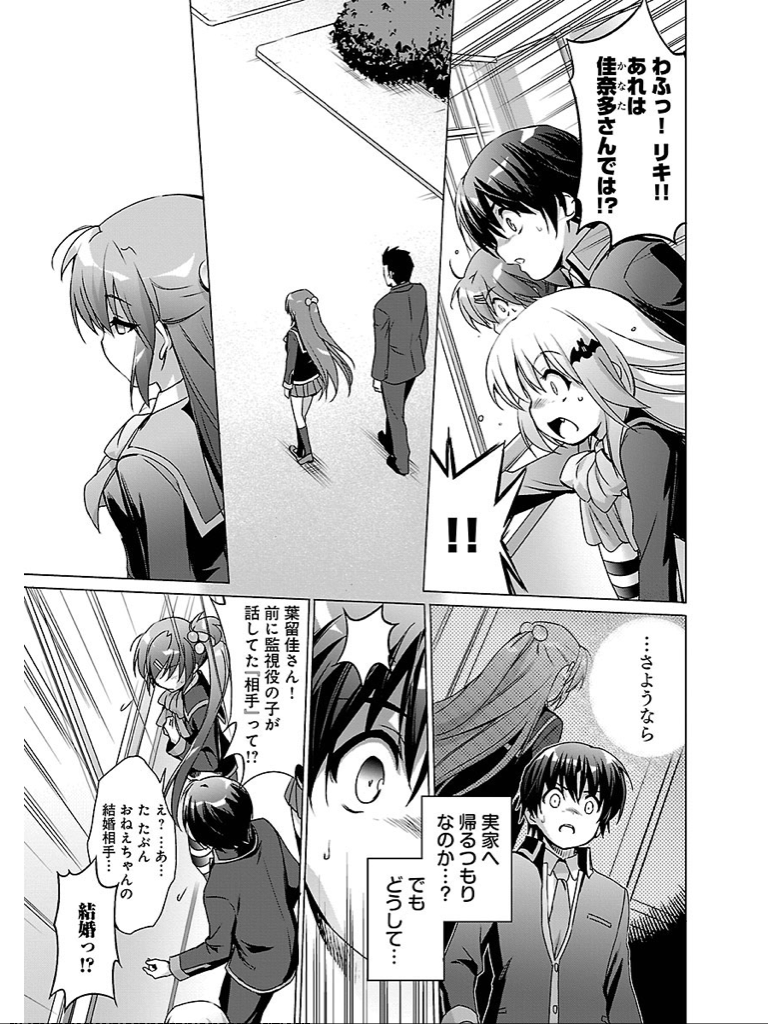 わふっ！リキ!!
あれは
佳奈多さんでは!?
かなた
!!
…さようなら
実家へ
帰るつもり
なのか…？
でも
どうして…
葉留佳さん！
前に監視役の子が
話してた『相手』って!?
え？…あ…
た たぶん
おねえちゃんの
結婚相手…
結婚っ!?